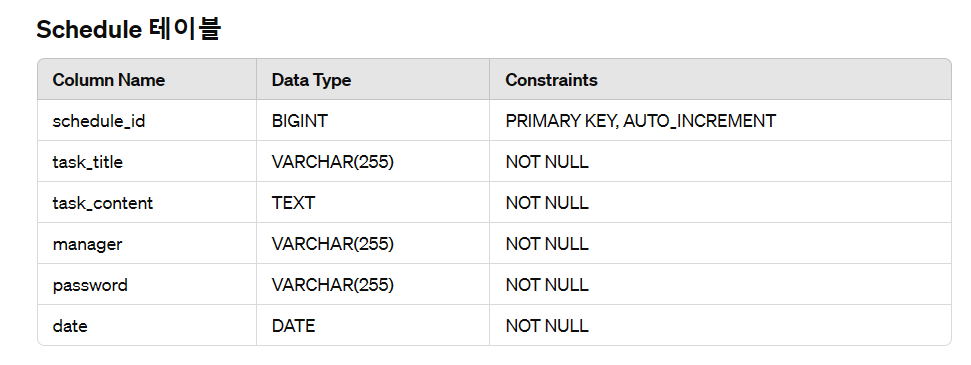 Schedule 테이블
Column Name Data Type Constraints
schedule_id BIGINT PRIMARY KEY, AUTO_INCREMENT
task_title VARCHAR(255) NOT NULL
task_content TEXT NOT NULL
manager VARCHAR(255) NOT NULL
password VARCHAR(255) NOT NULL
date DATE NOT NULL